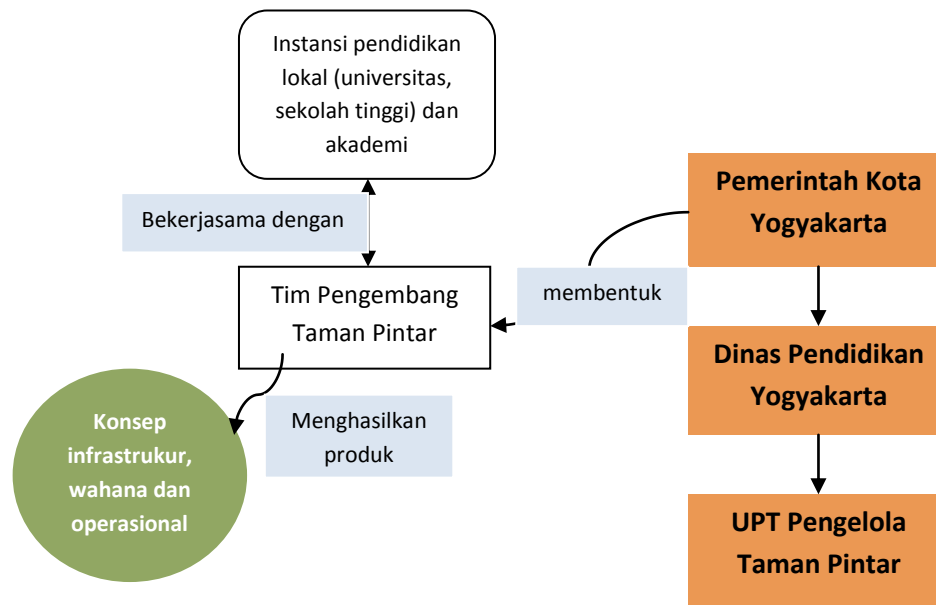 Instansi pendidikan
lokal (universitas,
sekolah tinggi) dan
akademi
Bekerjasama dengan
Pemerintah Kota
Yogyakarta
Tim Pengembang
Taman Pintar
membentuk
Dinas Pendidikan
Yogyakarta
Konsep
infrastrukur,
wahana dan
operasional
Menghasilkan
produk
UPT Pengelola
Taman Pintar